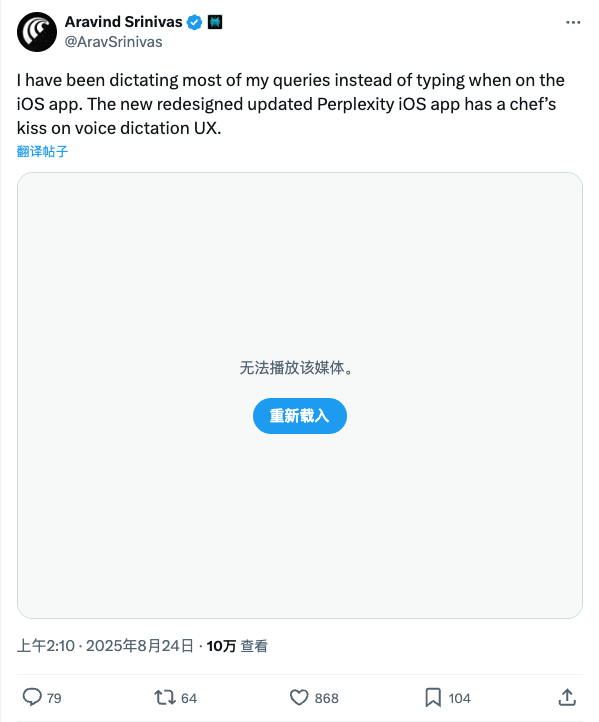 Aravind Srinivas
@AravSrinivas
I have been dictating most of my queries instead of typing when on the
iOS app. The new redesigned updated Perplexity iOS app has a chef’s
kiss on voice dictation UX.
翻译帖子
无法播放该媒体。
重新载入
上午2:10 · 2025年8月24日 · 10万 查看
79 64 868 104